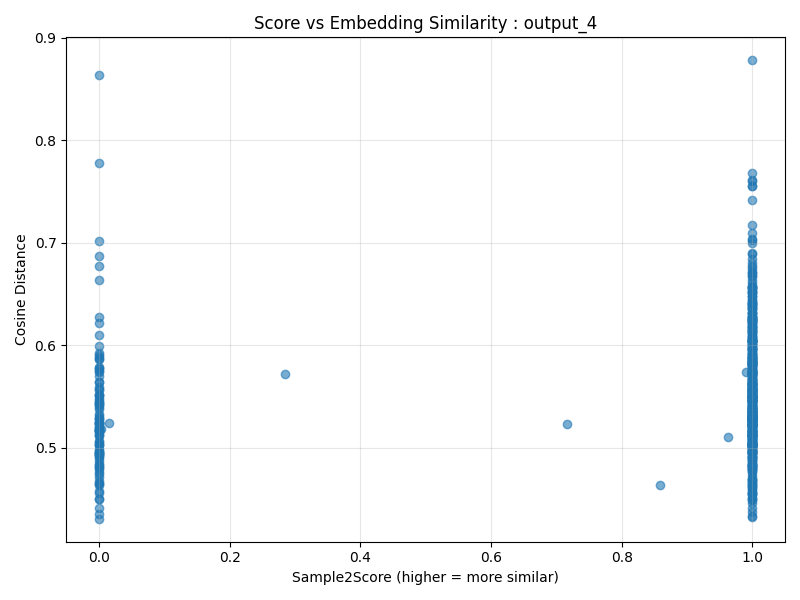 Score vs Embedding Similarity : output_4
0.9
0.8
0.7
0.6
0.5
Cosine Distance
0.0 0.2 0.4 0.6 0.8 1.0
Sample2Score (higher = more similar)